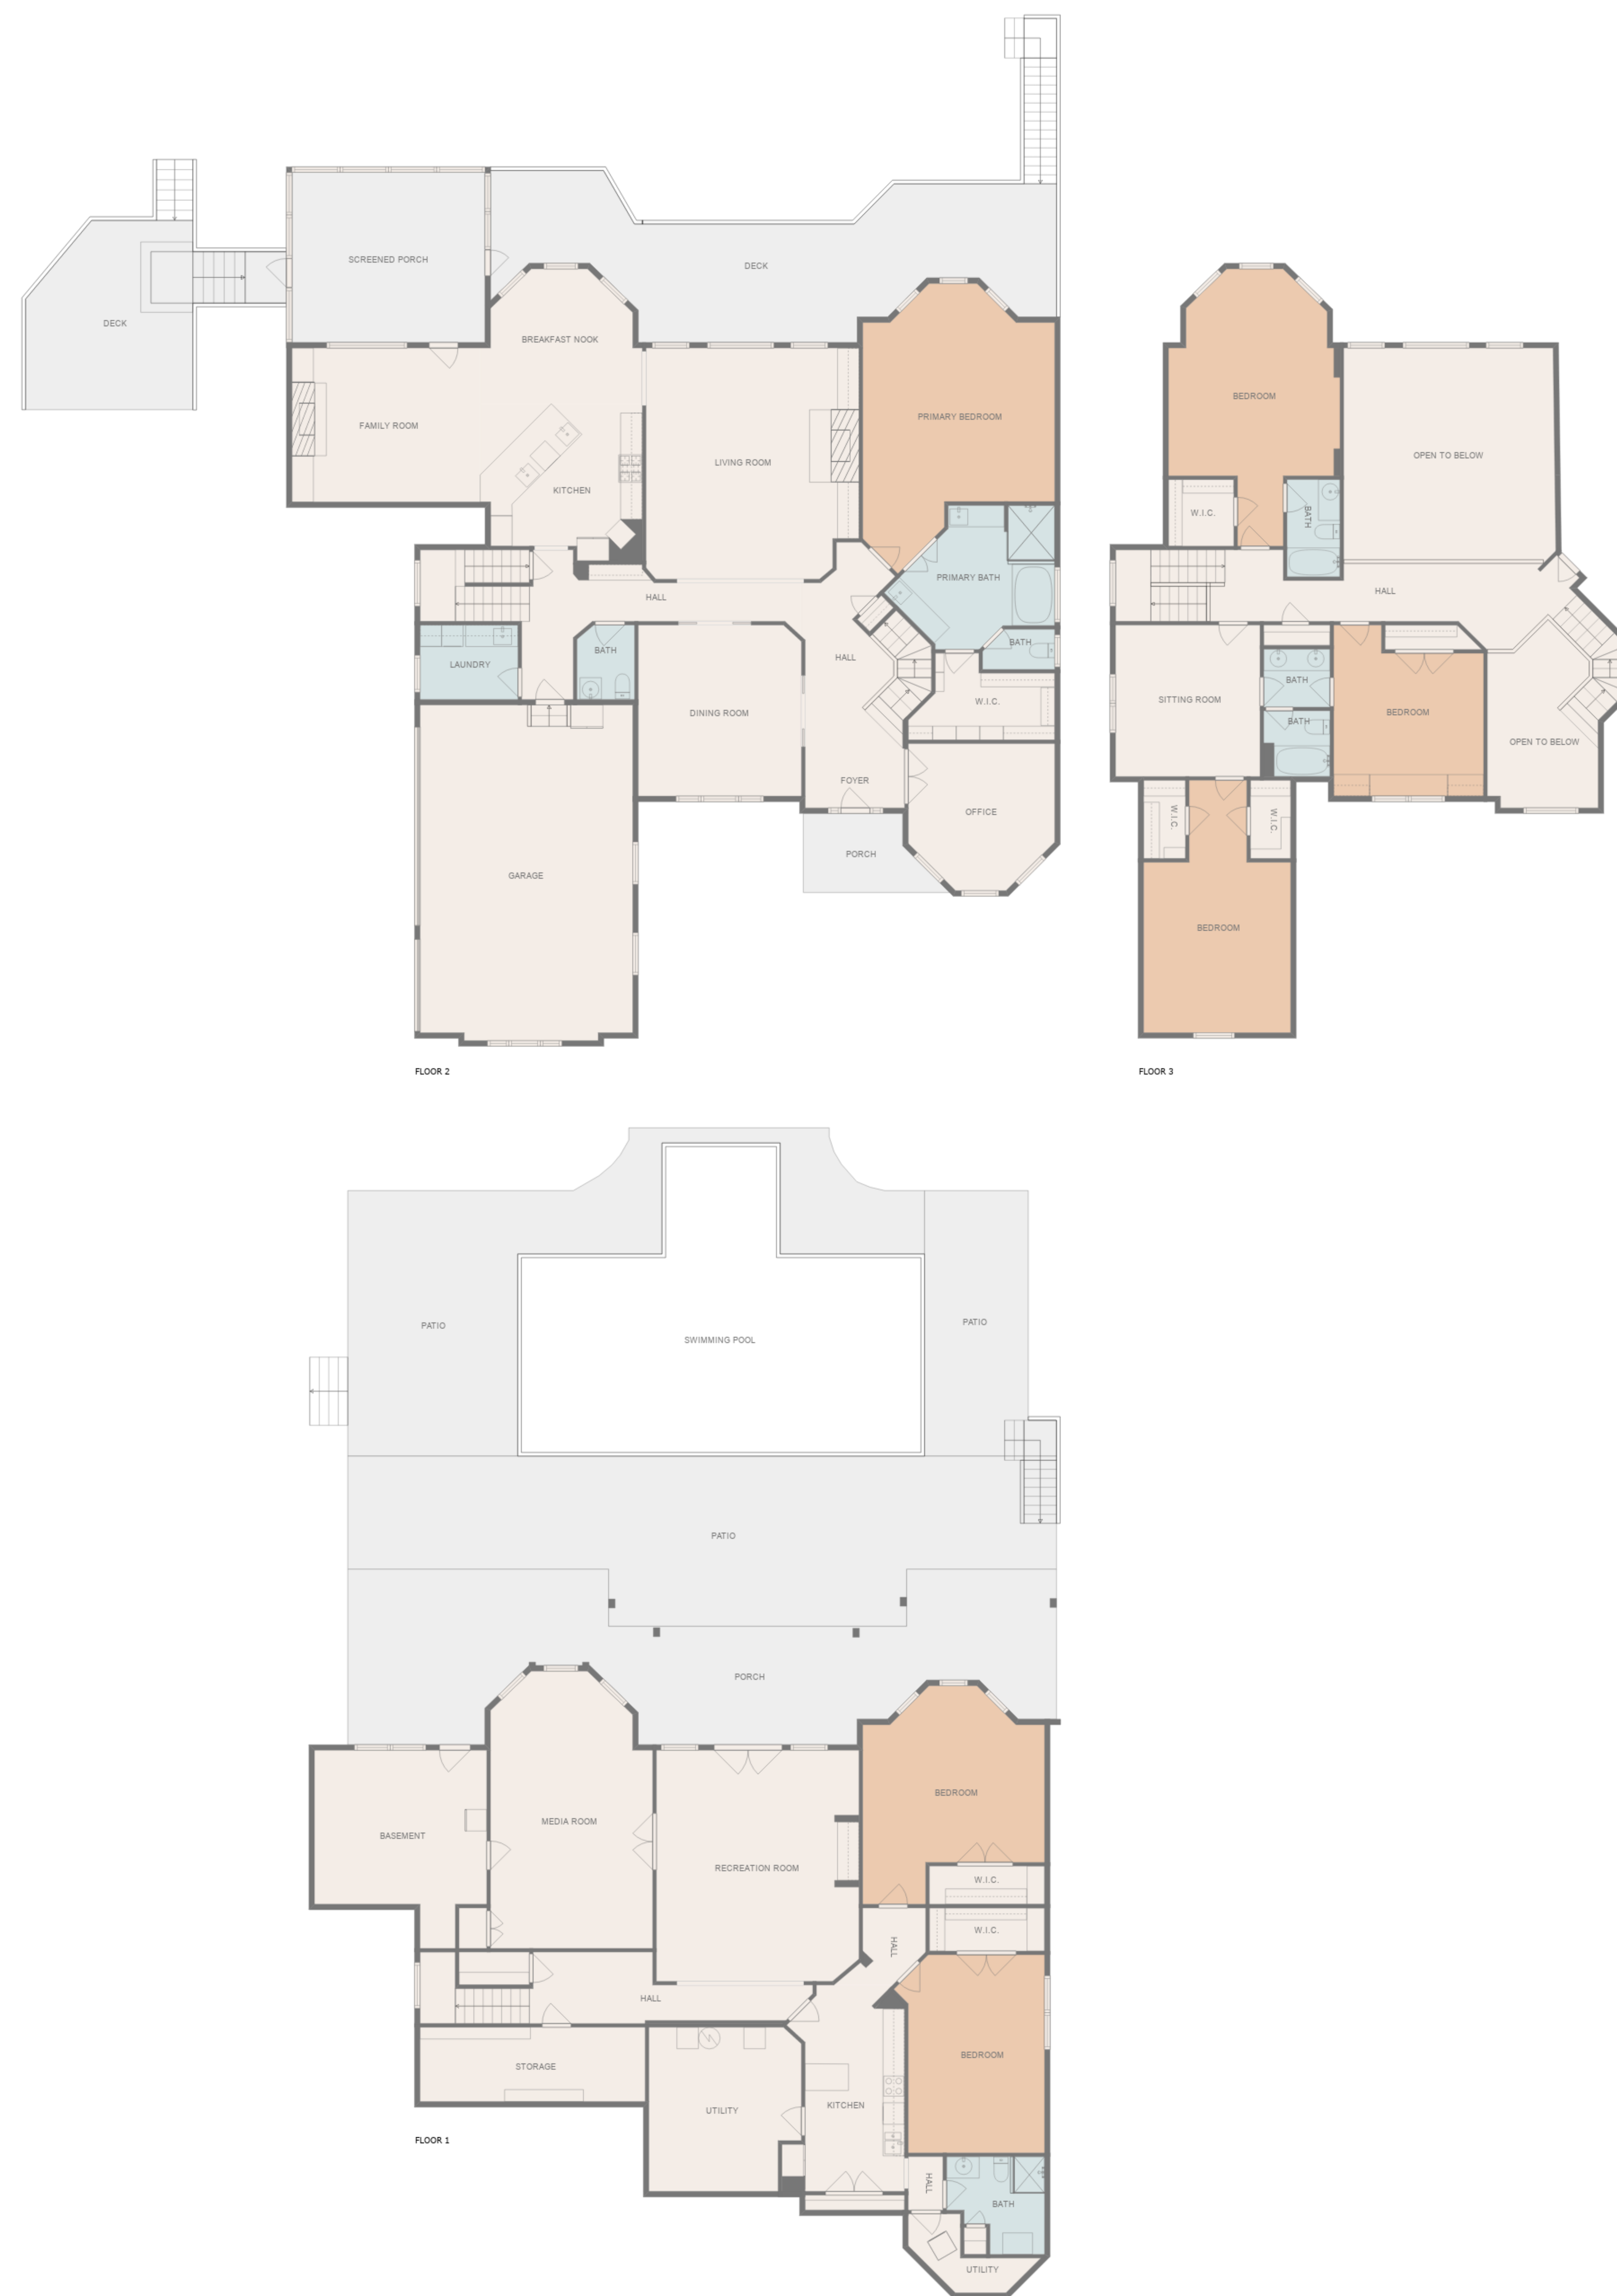 SCREENED PORCH
DECK
DECK
BREAKFAST NOOK
FAMILY ROOM
KITCHEN
LIVING ROOM
PRIMARY BEDROOM
PRIMARY BATH
BATH
HALL
LAUNDRY
BATH
HALL
DINING ROOM
W.I.C.
FOYER
OFFICE
PORCH
GARAGE
FLOOR 2
BEDROOM
OPEN TO BELOW
W.I.C.
BATH
HALL
SITTING ROOM
BATH
BATH
BEDROOM
OPEN TO BELOW
W.I.C.
W.I.C.
BEDROOM
FLOOR 3
PATIO
SWIMMING POOL
PATIO
PATIO
PORCH
BASEMENT
MEDIA ROOM
RECREATION ROOM
BEDROOM
W.I.C.
W.I.C.
HALL
HALL
BEDROOM
STORAGE
UTILITY
KITCHEN
HALL
BATH
UTILITY
FLOOR 1